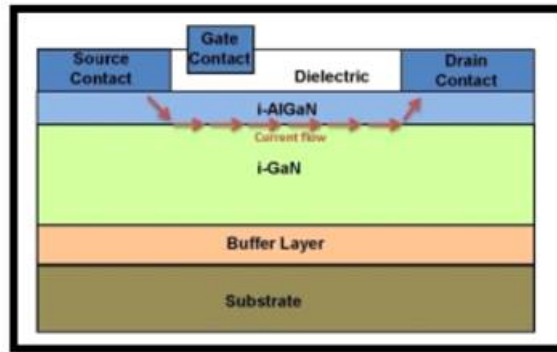 Gate
Contact
Source
Contact
Dielectric
Drain
Contact
i-AlGaN
Current flow
i-GaN
Buffer Layer
Substrate